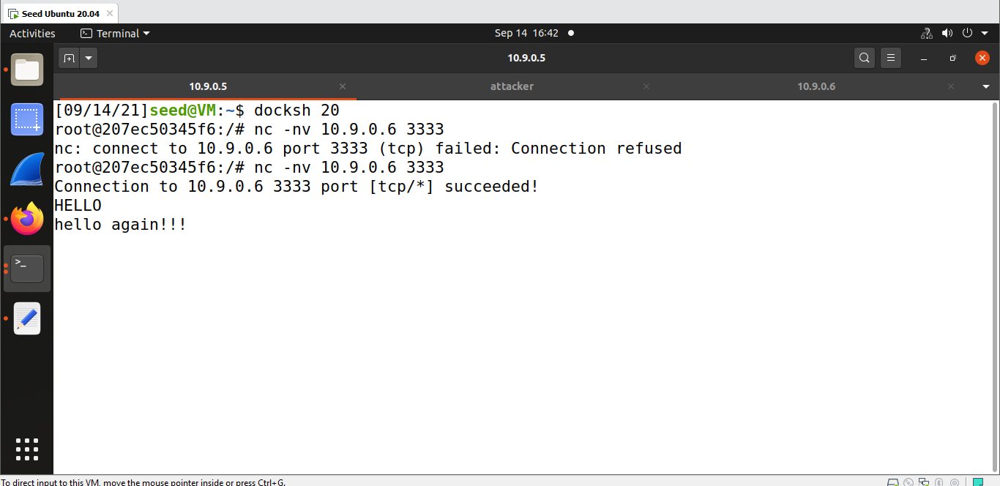 Seed Ubuntu 20.04
Activities Terminal Sep 14 16:42
10.9.0.5
10.9.0.5 attacker 10.9.0.6
[09/14/21]seed@VM:~$ docksh 20
root@207ec50345f6:/# nc -nv 10.9.0.6 3333
nc: connect to 10.9.0.6 port 3333 (tcp) failed: Connection refused
root@207ec50345f6:/# nc -nv 10.9.0.6 3333
Connection to 10.9.0.6 3333 port [tcp/*] succeeded!
HELLO
hello again!!!
>_
To direct input to this VM, move the mouse pointer inside or press Ctrl+G.